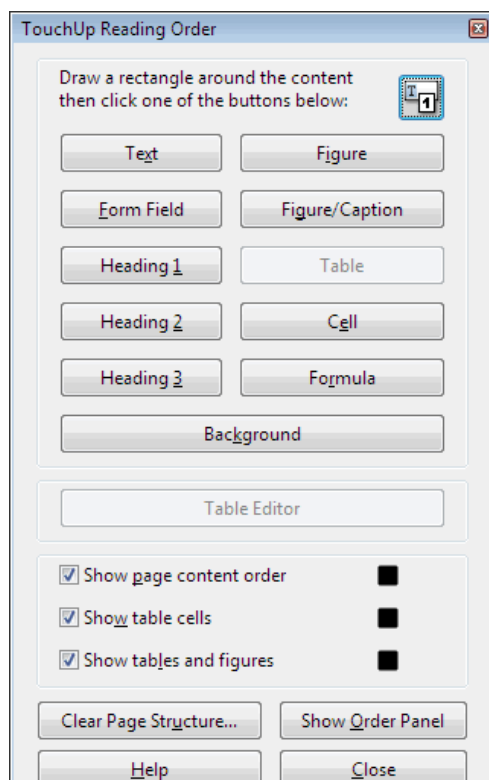 TouchUp Reading Order
Draw a rectangle around the content
then click one of the buttons below:
T
1
Text
Figure
Form Field
Figure/Caption
Heading 1
Table
Heading 2
Cell
Heading 3
Formula
Background
Table Editor
Show page content order
Show table cells
Show tables and figures
Clear Page Structure...
Show Order Panel
Help
Close